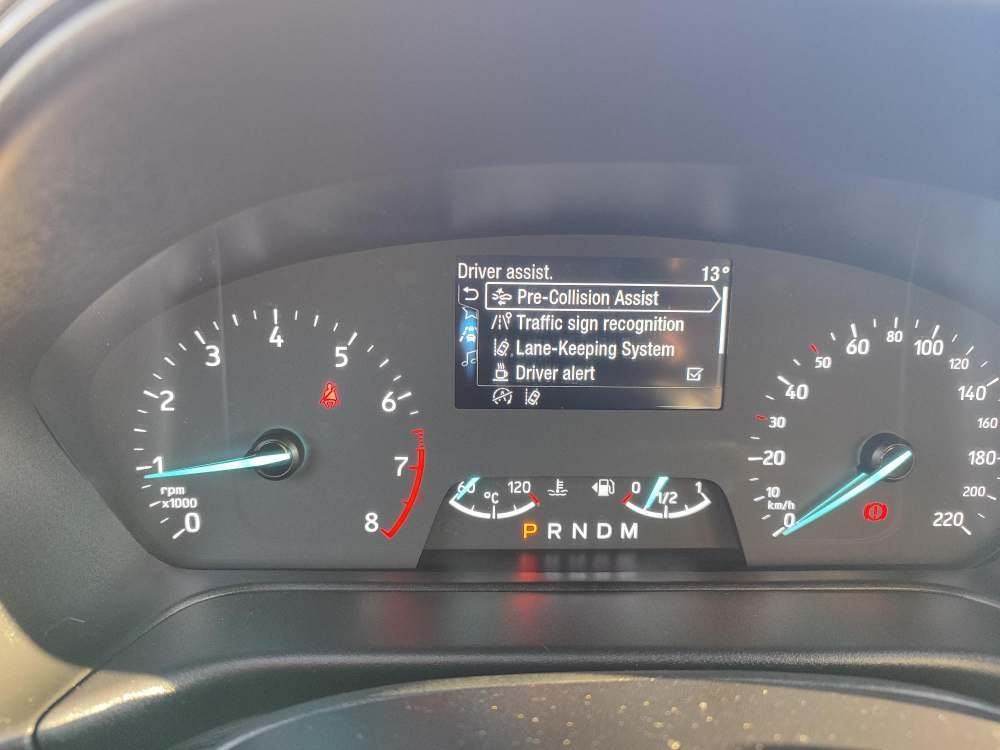 Driver assist. 13°
Pre-Collision Assist
Traffic sign recognition
Lane-Keeping System
Driver alert
0
1
2
3
4
5
6
7
8
rpm
x1000
60 °C 120
0 1/2 1
P R N D M
0
10
20
30
40
50
60
80
100
120
140
160
180
200
220
km/h